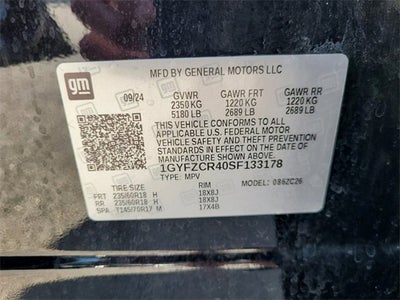 gm
MFD BY GENERAL MOTORS LLC
09/24 GVWR GAWR FRT GAWR RR
2350 KG 1220 KG 1220 KG
5180 LB 2689 LB 2689 LB
THIS VEHICLE CONFORMS TO ALL
APPLICABLE U.S. FEDERAL MOTOR
VEHICLE SAFETY AND THEFT PREVENTION
STANDARDS IN EFFECT ON THE DATE OF
MANUFACTURE SHOWN ABOVE.
1GYFZCR40SF133178
TYPE: MPV MODEL: 086ZC26
TIRE SIZE RIM
FRT 235/60R18 H 18X8J
RR 235/60R18 H 18X8J
SPA T145/70R17 M 17X4B